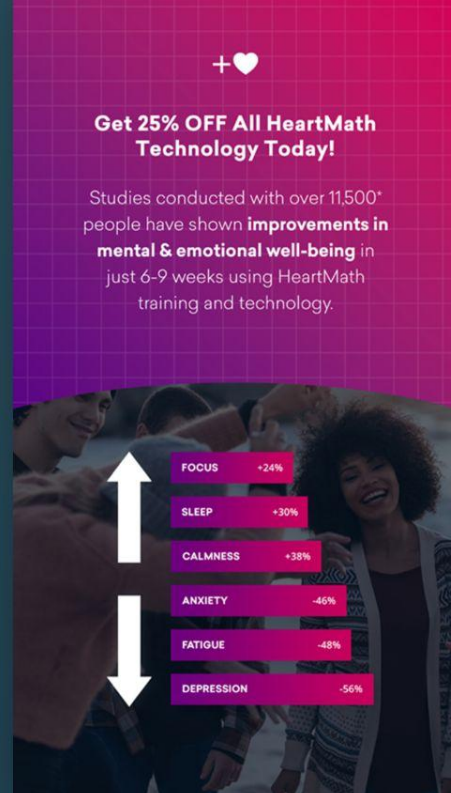 Get 25% OFF All HeartMath
Technology Today!
Studies conducted with over 11,500*
people have shown improvements in
mental & emotional well-being in
just 6-9 weeks using HeartMath
training and technology.
FOCUS +24%
SLEEP +30%
CALMNESS +38%
ANXIETY -46%
FATIGUE -48%
DEPRESSION -56%